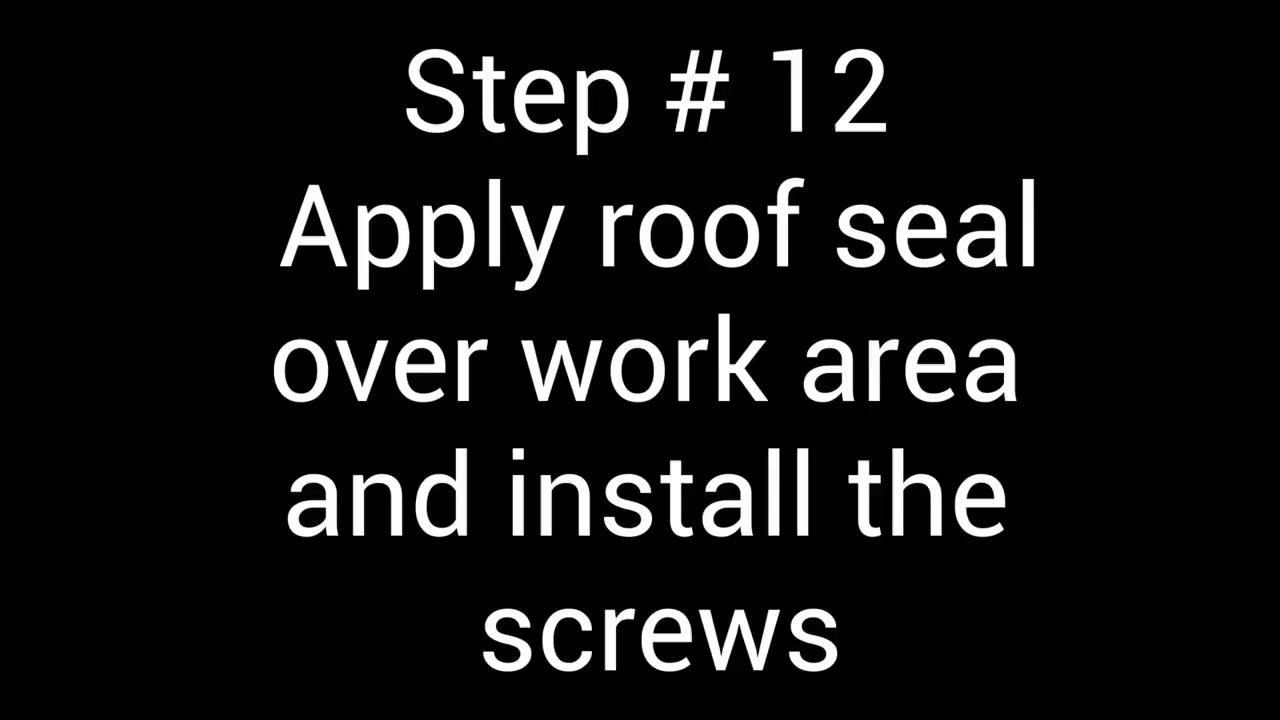 Step # 12
Apply roof seal
over work area
and install the
screws